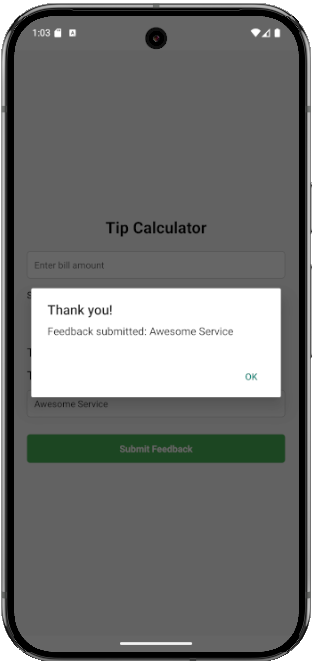 1:03
Tip Calculator
Enter bill amount
Thank you!
Feedback submitted: Awesome Service
OK
Awesome Service
Submit Feedback